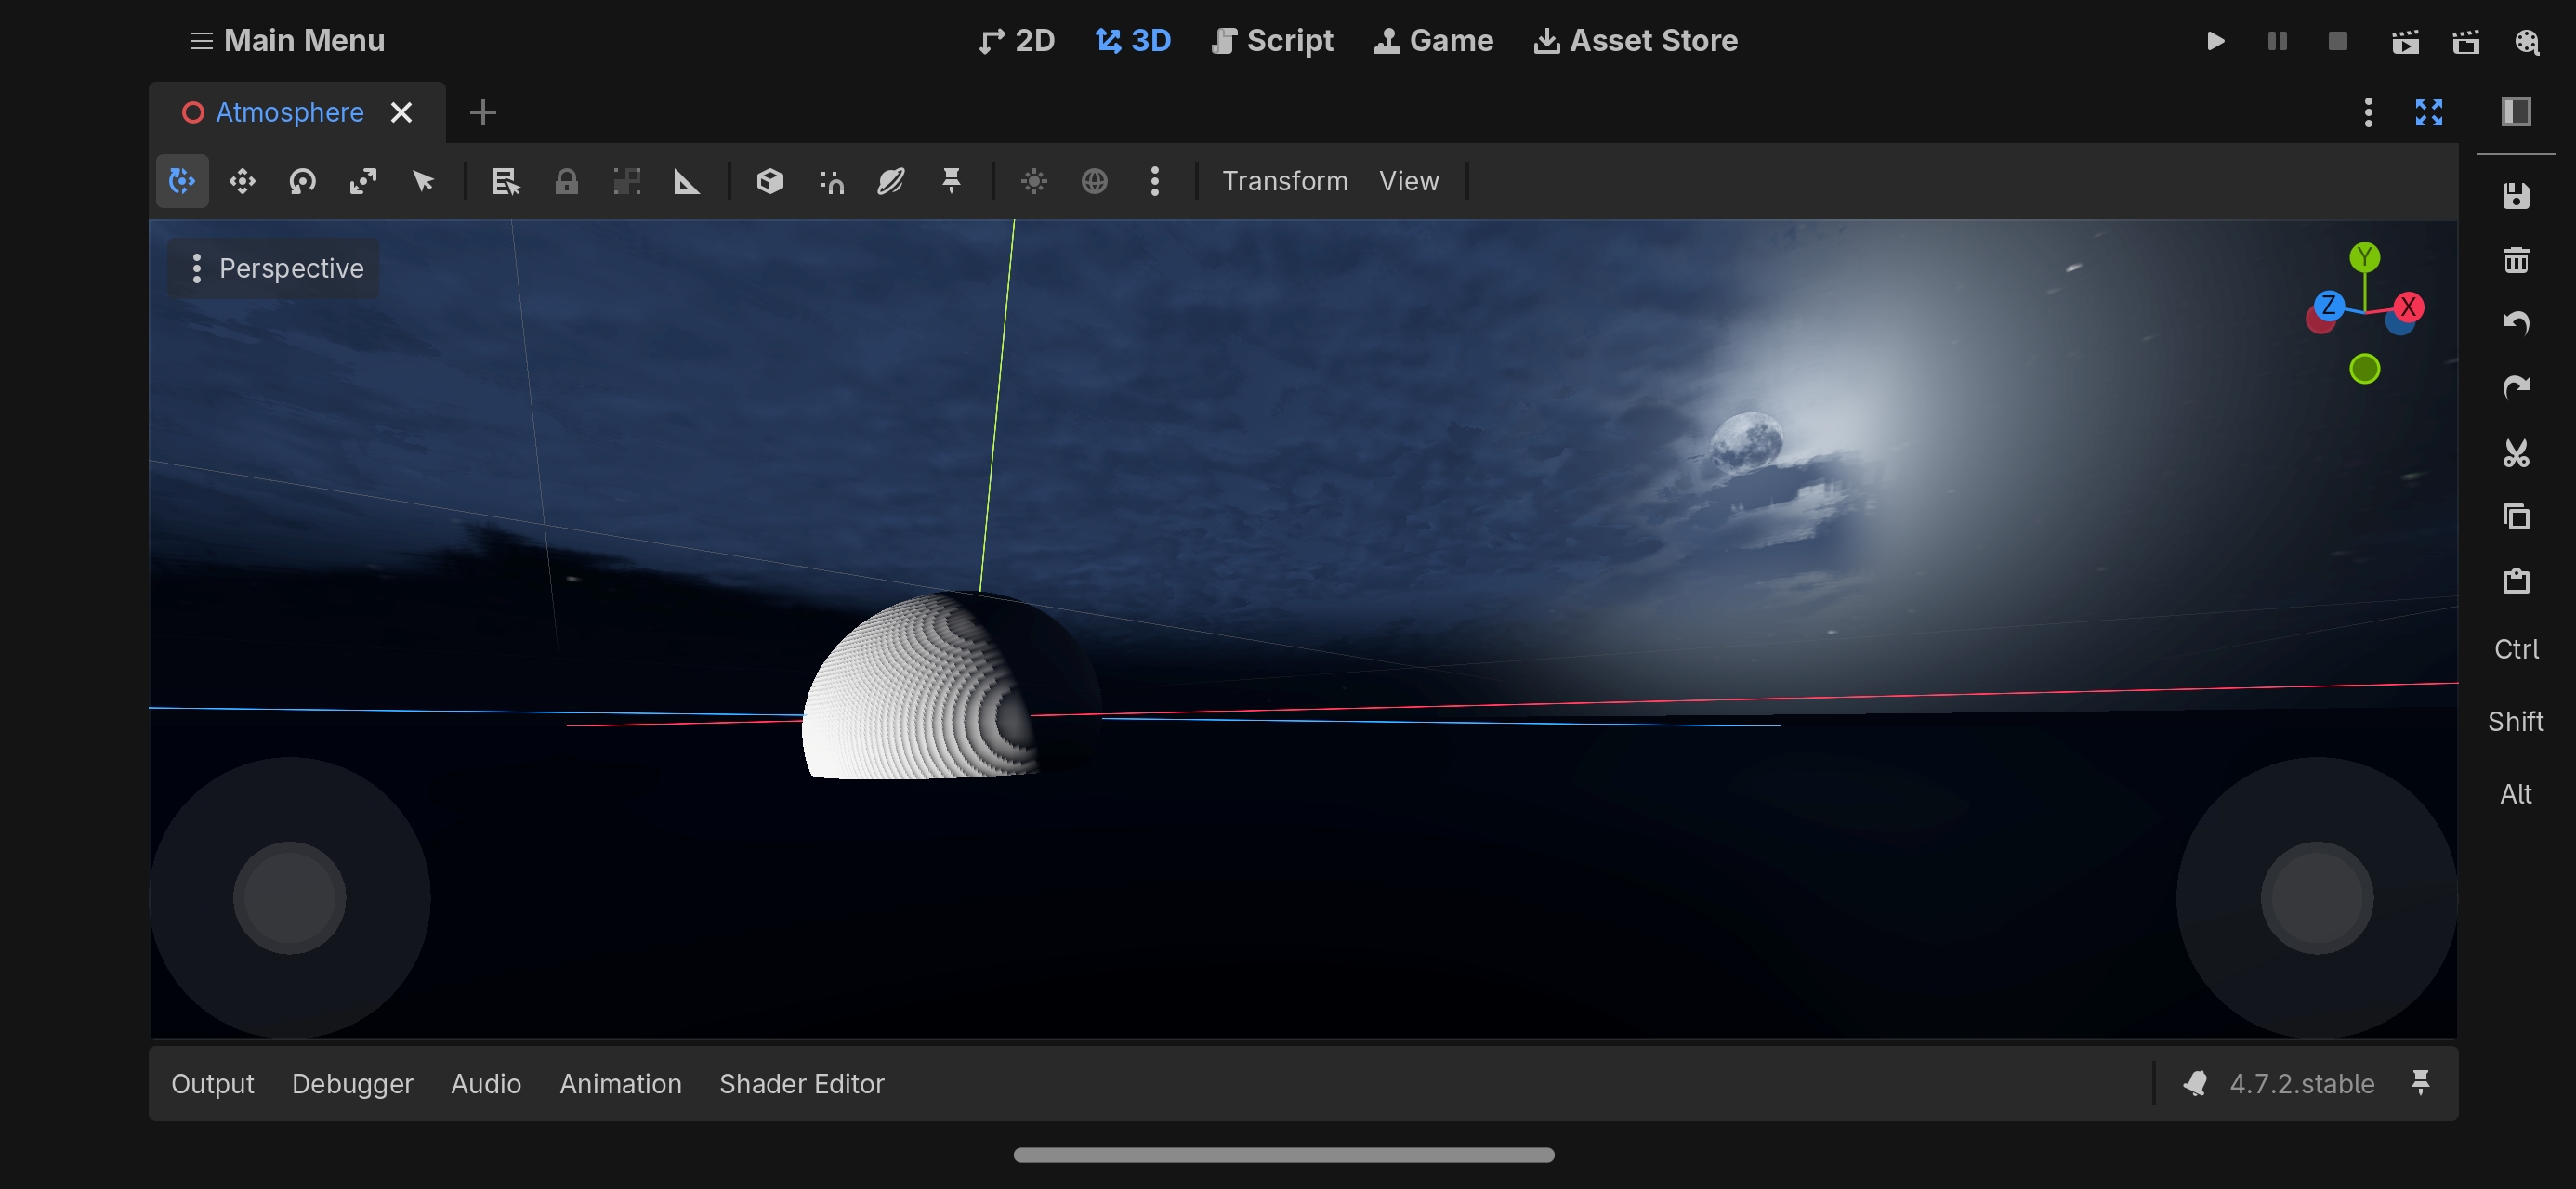 Main Menu
2D 3D Script Game Asset Store
Atmosphere
Transform View
Perspective
Y
Z X
Ctrl
Shift
Alt
Output Debugger Audio Animation Shader Editor 4.7.2.stable